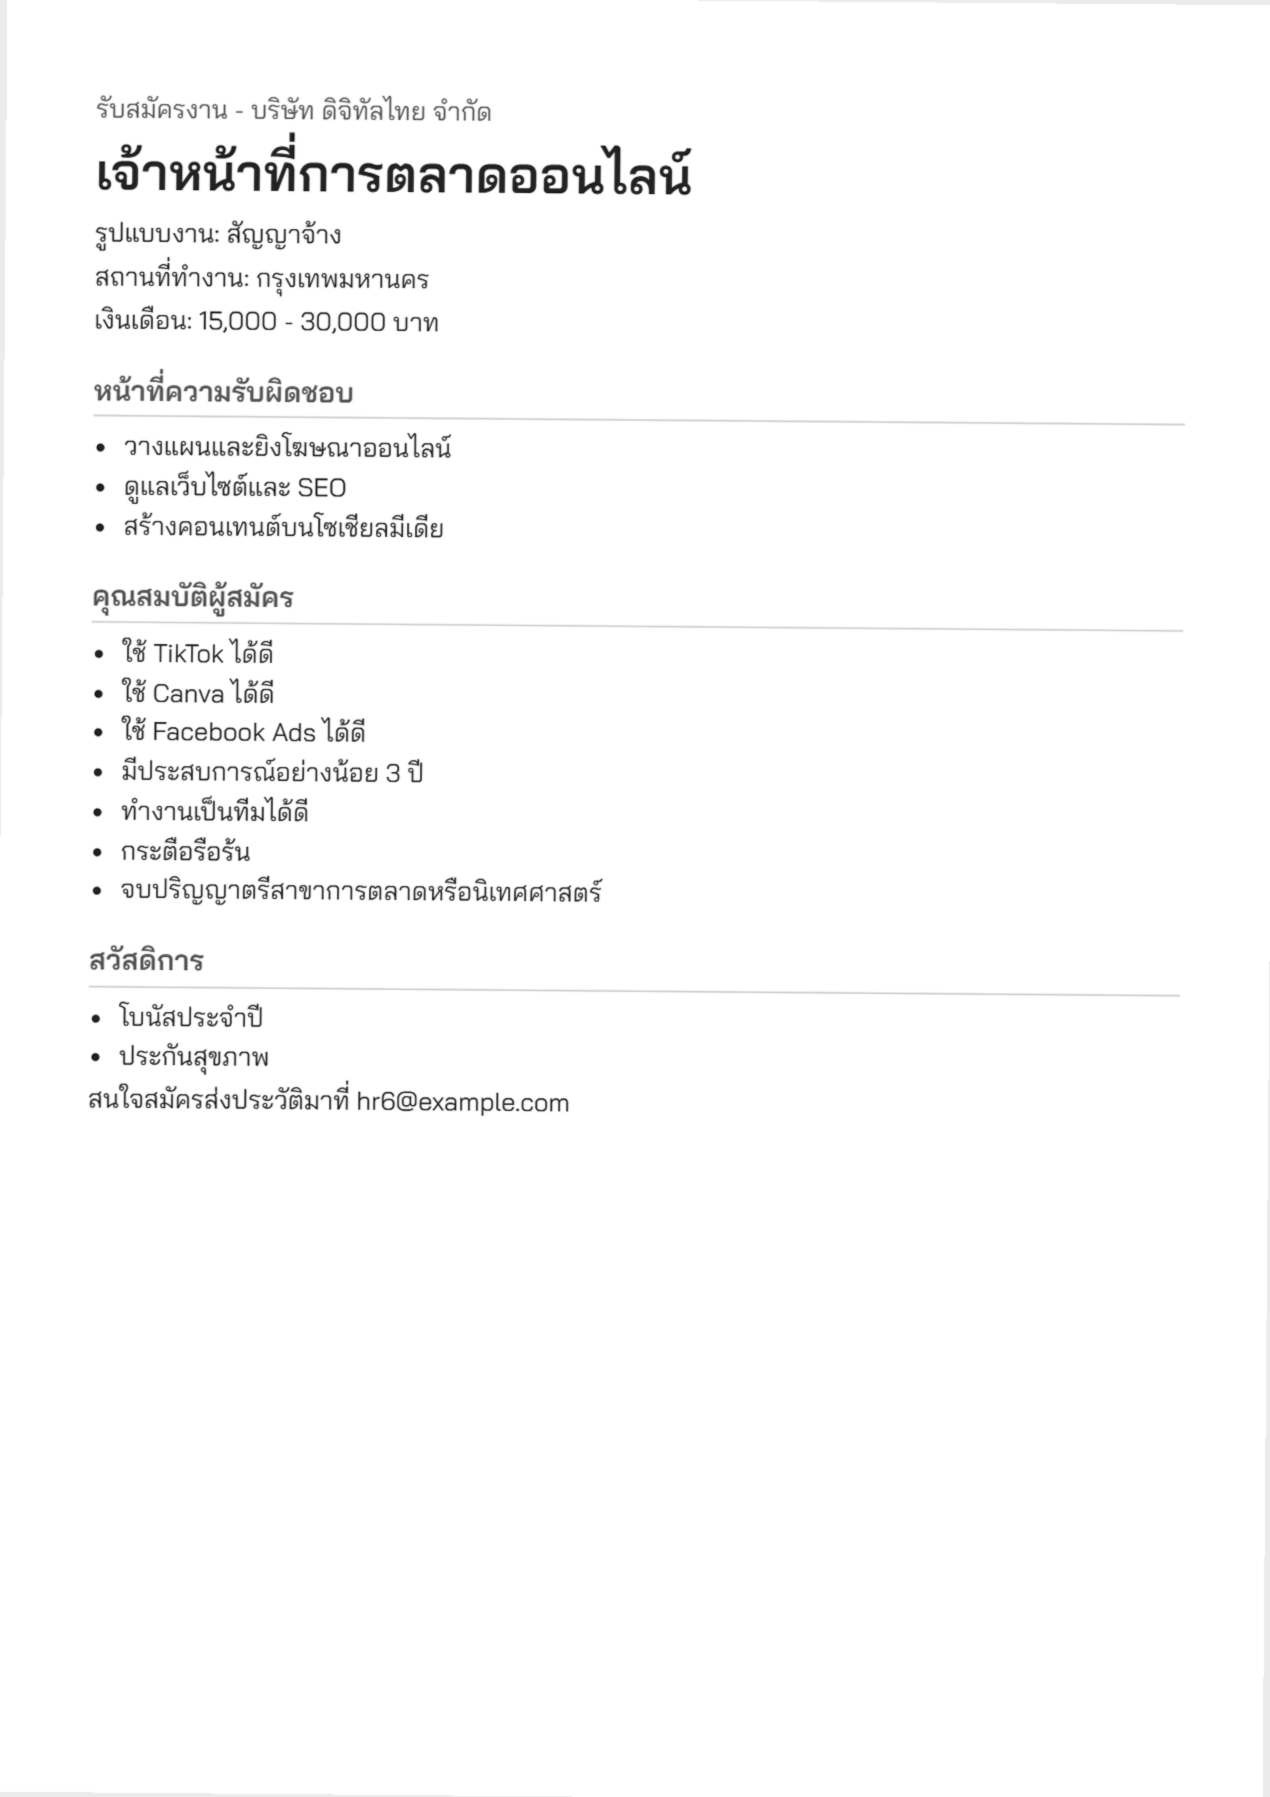 รับสมัครงาน - บริษัท ดิจิทัลไทย จำกัด
เจ้าหน้าที่การตลาดออนไลน์
รูปแบบงาน: สัญญาจ้าง
สถานที่ทำงาน: กรุงเทพมหานคร
เงินเดือน: 15,000 - 30,000 บาท
หน้าที่ความรับผิดชอบ
• วางแผนและยิงโฆษณาออนไลน์
• ดูแลเว็บไซต์และ SEO
• สร้างคอนเทนต์บนโซเชียลมีเดีย
คุณสมบัติผู้สมัคร
• ใช้ TikTok ได้ดี
• ใช้ Canva ได้ดี
• ใช้ Facebook Ads ได้ดี
• มีประสบการณ์อย่างน้อย 3 ปี
• ทำงานเป็นทีมได้ดี
• กระตือรือร้น
• จบปริญญาตรีสาขาการตลาดหรือนิเทศศาสตร์
สวัสดิการ
• โบนัสประจำปี
• ประกันสุขภาพ
สนใจสมัครส่งประวัติมาที่ hr6@example.com